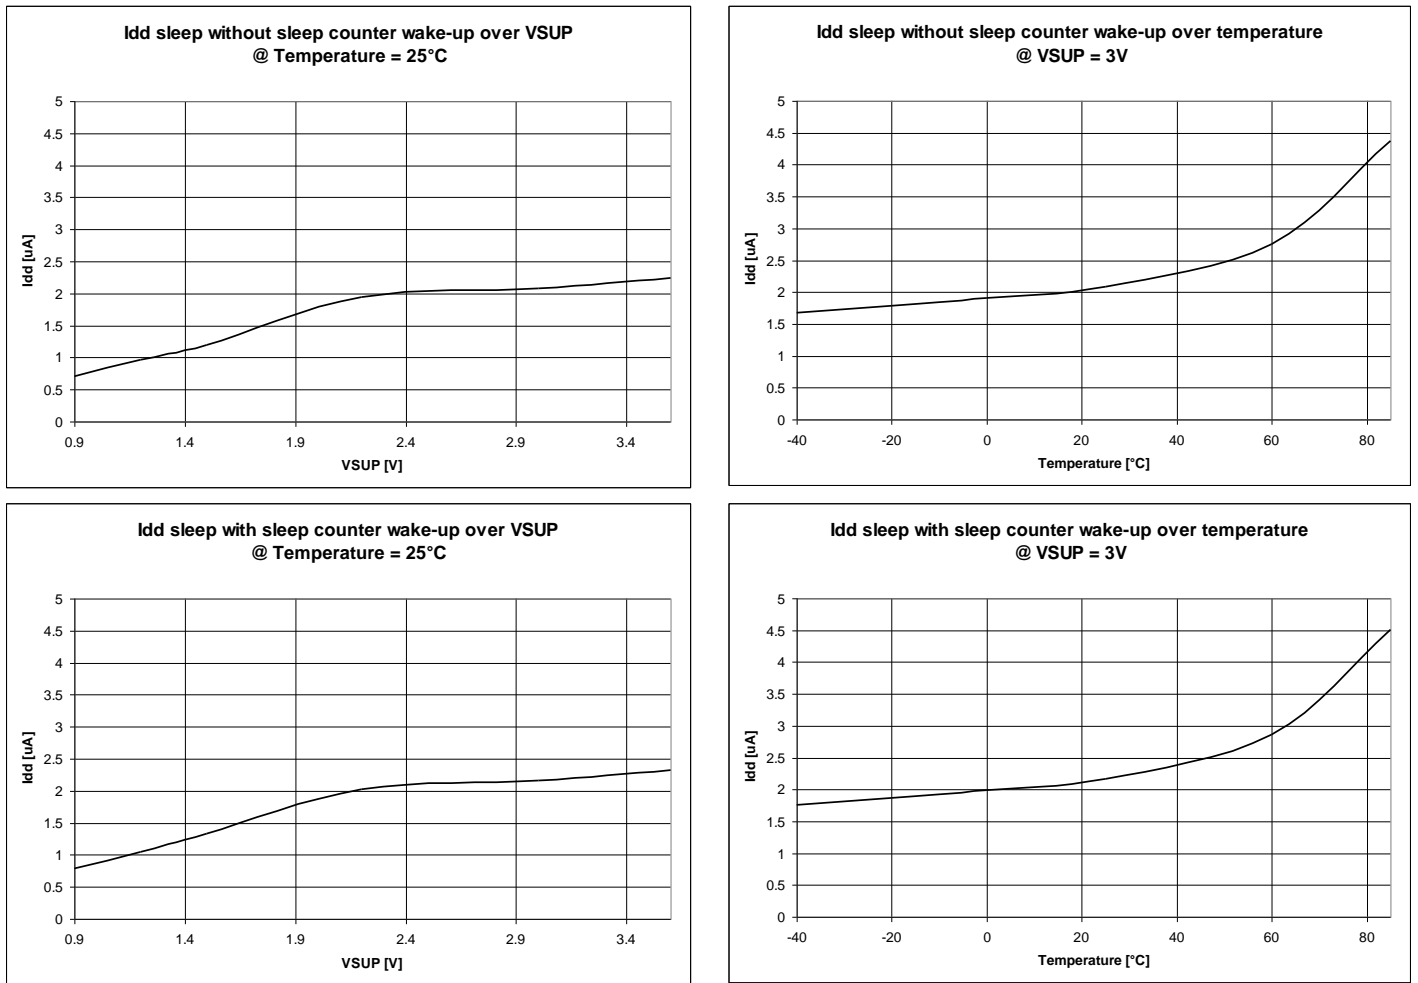 Idd sleep without sleep counter wake-up over VSUP
@ Temperature = 25°C
5
4.5
4
3.5
3
2.5
2
1.5
1
0.5
0
Idd [uA]
0.9 1.4 1.9 2.4 2.9 3.4
VSUP [V]
Idd sleep without sleep counter wake-up over temperature
@ VSUP = 3V
5
4.5
4
3.5
3
2.5
2
1.5
1
0.5
0
Idd [uA]
-40 -20 0 20 40 60 80
Temperature [°C]
Idd sleep with sleep counter wake-up over VSUP
@ Temperature = 25°C
5
4.5
4
3.5
3
2.5
2
1.5
1
0.5
0
Idd [uA]
0.9 1.4 1.9 2.4 2.9 3.4
VSUP [V]
Idd sleep with sleep counter wake-up over temperature
@ VSUP = 3V
5
4.5
4
3.5
3
2.5
2
1.5
1
0.5
0
Idd [uA]
-40 -20 0 20 40 60 80
Temperature [°C]